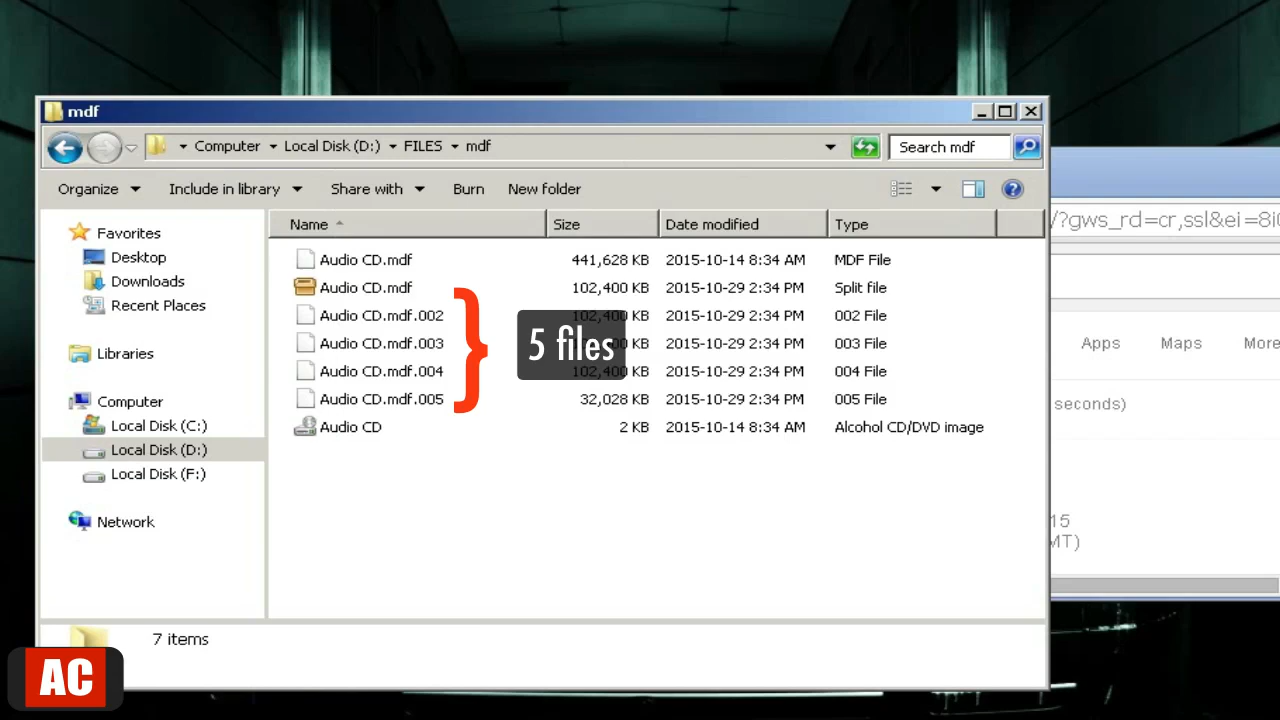 mdf
Computer Local Disk (D:) FILES mdf
Search mdf
Organize Include in library Share with Burn New folder
Name Size Date modified Type
Favorites
Desktop
Downloads
Recent Places
Libraries
Computer
Local Disk (C:)
Local Disk (D:)
Local Disk (F:)
Network
Audio CD.mdf 441,628 KB 2015-10-14 8:34 AM MDF File
Audio CD.mdf 102,400 KB 2015-10-29 2:34 PM Split file
Audio CD.mdf.002 102,400 KB 2015-10-29 2:34 PM 002 File
Audio CD.mdf.003 KB 2015-10-29 2:34 PM 003 File
Audio CD.mdf.004 102,400 KB 2015-10-29 2:34 PM 004 File
Audio CD.mdf.005 32,028 KB 2015-10-29 2:34 PM 005 File
Audio CD 2 KB 2015-10-14 8:34 AM Alcohol CD/DVD image
5 files
7 items
AC
/?gws_rd=cr,ssl&ei=8i
Apps Maps More
seconds)
15
MT)